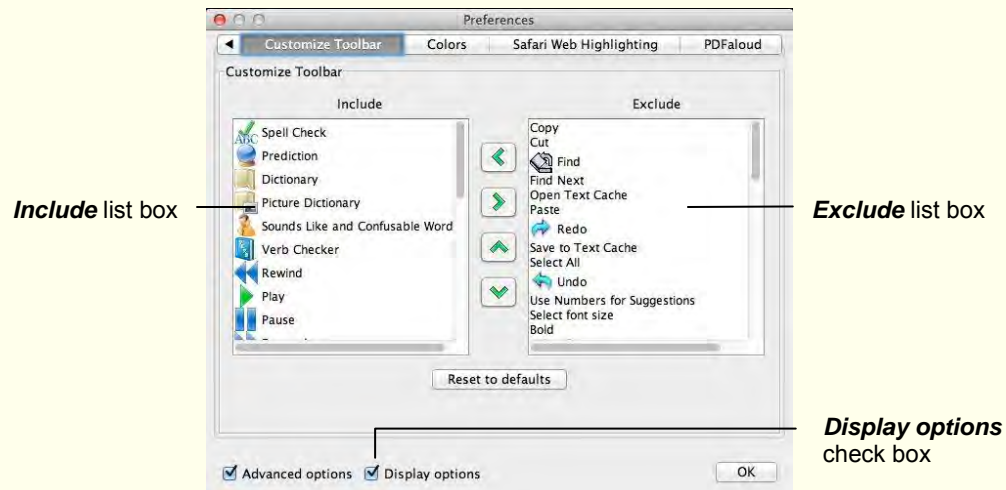 Preferences
Customize Toolbar Colors Safari Web Highlighting PDFaloud
Customize Toolbar
Include
Exclude
ABC Spell Check
Prediction
Dictionary
Picture Dictionary
Sounds Like and Confusable Word
Verb Checker
Rewind
Play
Pause
Copy
Cut
Find
Find Next
Open Text Cache
Paste
Redo
Save to Text Cache
Select All
Undo
Use Numbers for Suggestions
Select font size
Bold
Include list box
Exclude list box
Reset to defaults
Display options
check box
Advanced options Display options OK